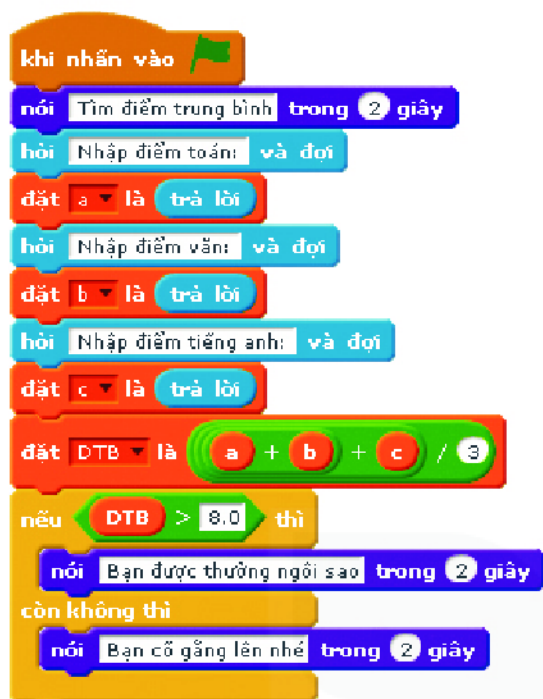 khi nhấn vào
nói Tìm điểm trung bình trong 2 giây
hỏi Nhập điểm toán: và đợi
đặt a là trả lời
hỏi Nhập điểm văn: và đợi
đặt b là trả lời
hỏi Nhập điểm tiếng anh: và đợi
đặt c là trả lời
đặt DTB là a + b + c / 3
nếu DTB > 8.0 thì
nói Bạn được thưởng ngôi sao trong 2 giây
còn không thì
nói Bạn cố gắng lên nhé trong 2 giây